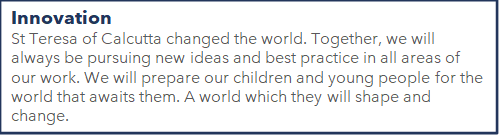 Innovation
St Teresa of Calcutta changed the world. Together, we will
always be pursuing new ideas and best practice in all areas of
our work. We will prepare our children and young people for the
world that awaits them. A world which they will shape and
change.